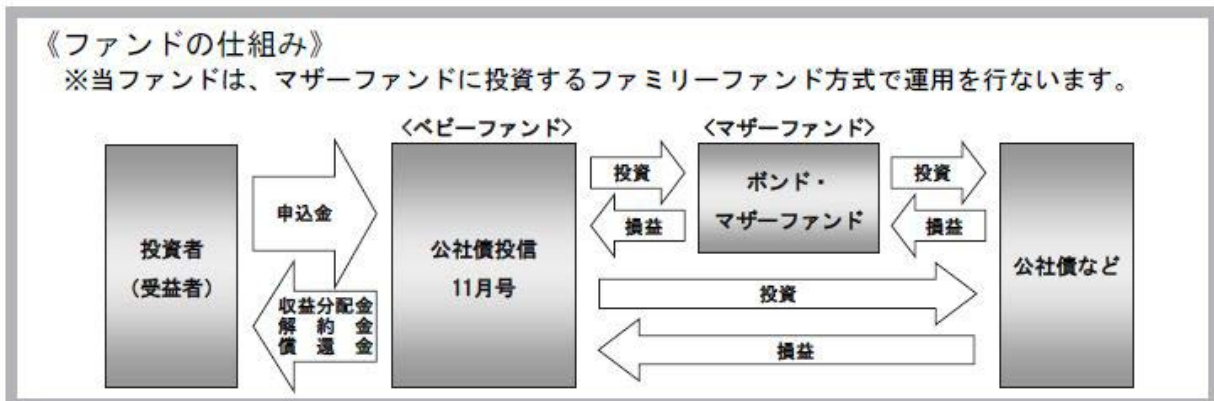 《ファンドの仕組み》
※当ファンドは、マザーファンドに投資するファミリーファンド方式で運用を行ないます。
〈ベビーファンド〉
〈マザーファンド〉
投資者
(受益者)
申込金
収益分配金
解約金
償還金
公社債投信
11月号
投資
損益
ボンド・
マザーファンド
投資
損益
投資
損益
公社債など